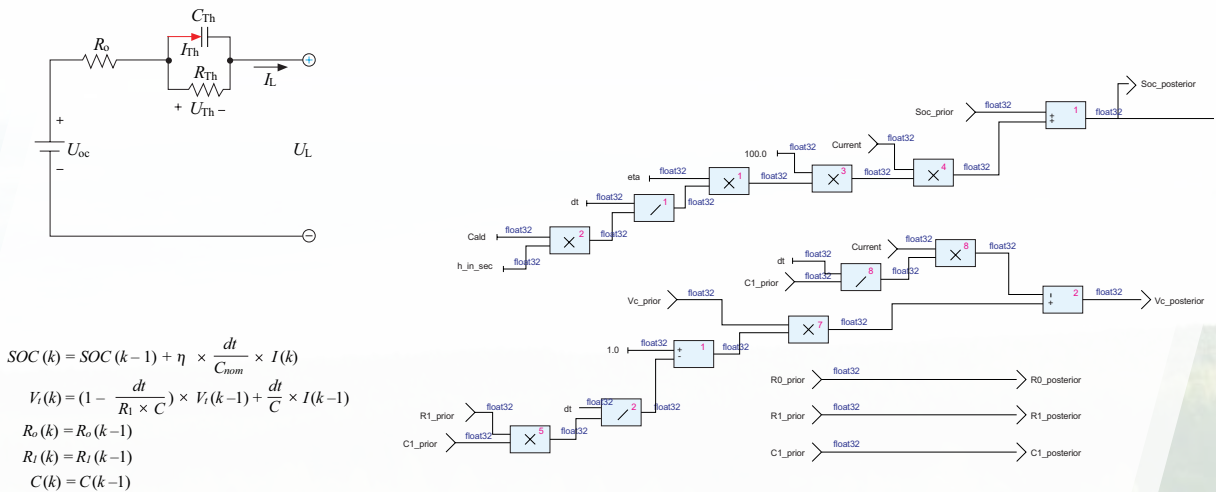 C_Th
I_Th
R_o
R_Th
I_L
+ U_Th −
+
U_oc
−
U_L
SOC (k) = SOC (k−1) + η × dt/C_nom × I(k)
V_t(k) = (1 − dt/(R_1 × C)) × V_t(k−1) + dt/C × I(k−1)
R_o(k) = R_o(k−1)
R_1(k) = R_1(k−1)
C(k) = C(k−1)
Soc_posterior
Soc_prior float32 + + 1 float32
Current float32
100.0 float32 × 4 float32
eta float32 × 1 float32 × 3 float32
dt float32 / 1 float32
Cald float32 × 2 float32
h_in_sec float32
Current float32 × 8 float32
dt float32
C1_prior float32 / 8 float32
− + 2 float32 Vc_posterior
Vc_prior float32 × 7 float32
1.0 float32 + - 1 float32
R1_prior float32 dt float32 / 2 float32
C1_prior float32 × 5 float32
R0_prior float32 R0_posterior
R1_prior float32 R1_posterior
C1_prior float32 C1_posterior